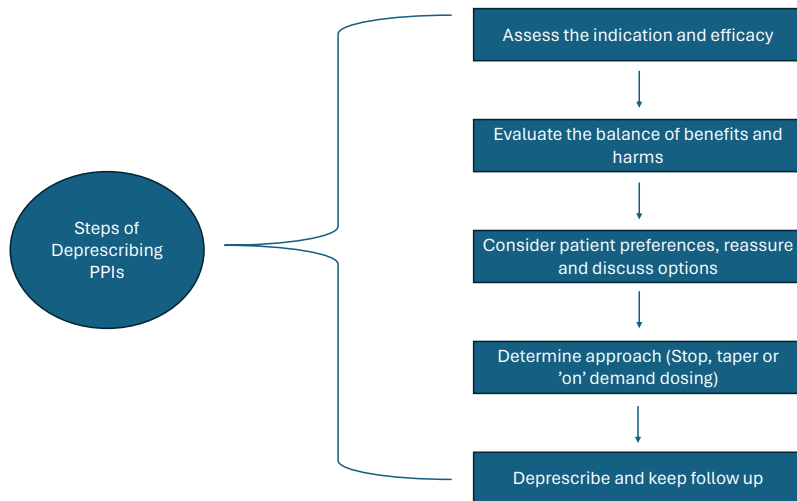 Assess the indication and efficacy
Evaluate the balance of benefits and
harms
Steps of
Deprescribing
PPIs
Consider patient preferences, reassure
and discuss options
Determine approach (Stop, taper or
’on’ demand dosing)
Deprescribe and keep follow up